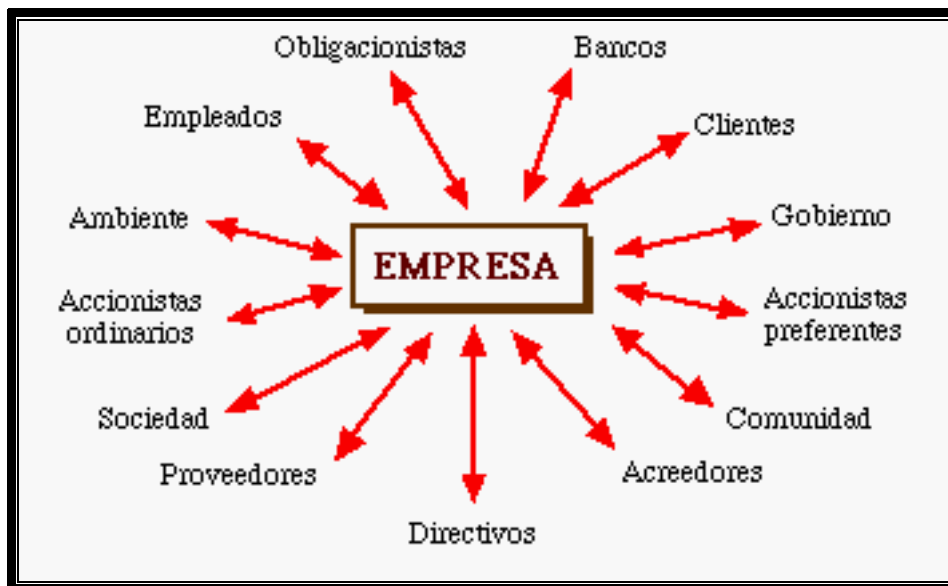 Obligacionistas
Bancos
Empleados
Clientes
Ambiente
Gobierno
EMPRESA
Accionistas
ordinarios
Accionistas
preferentes
Sociedad
Comunidad
Proveedores
Acreedores
Directivos